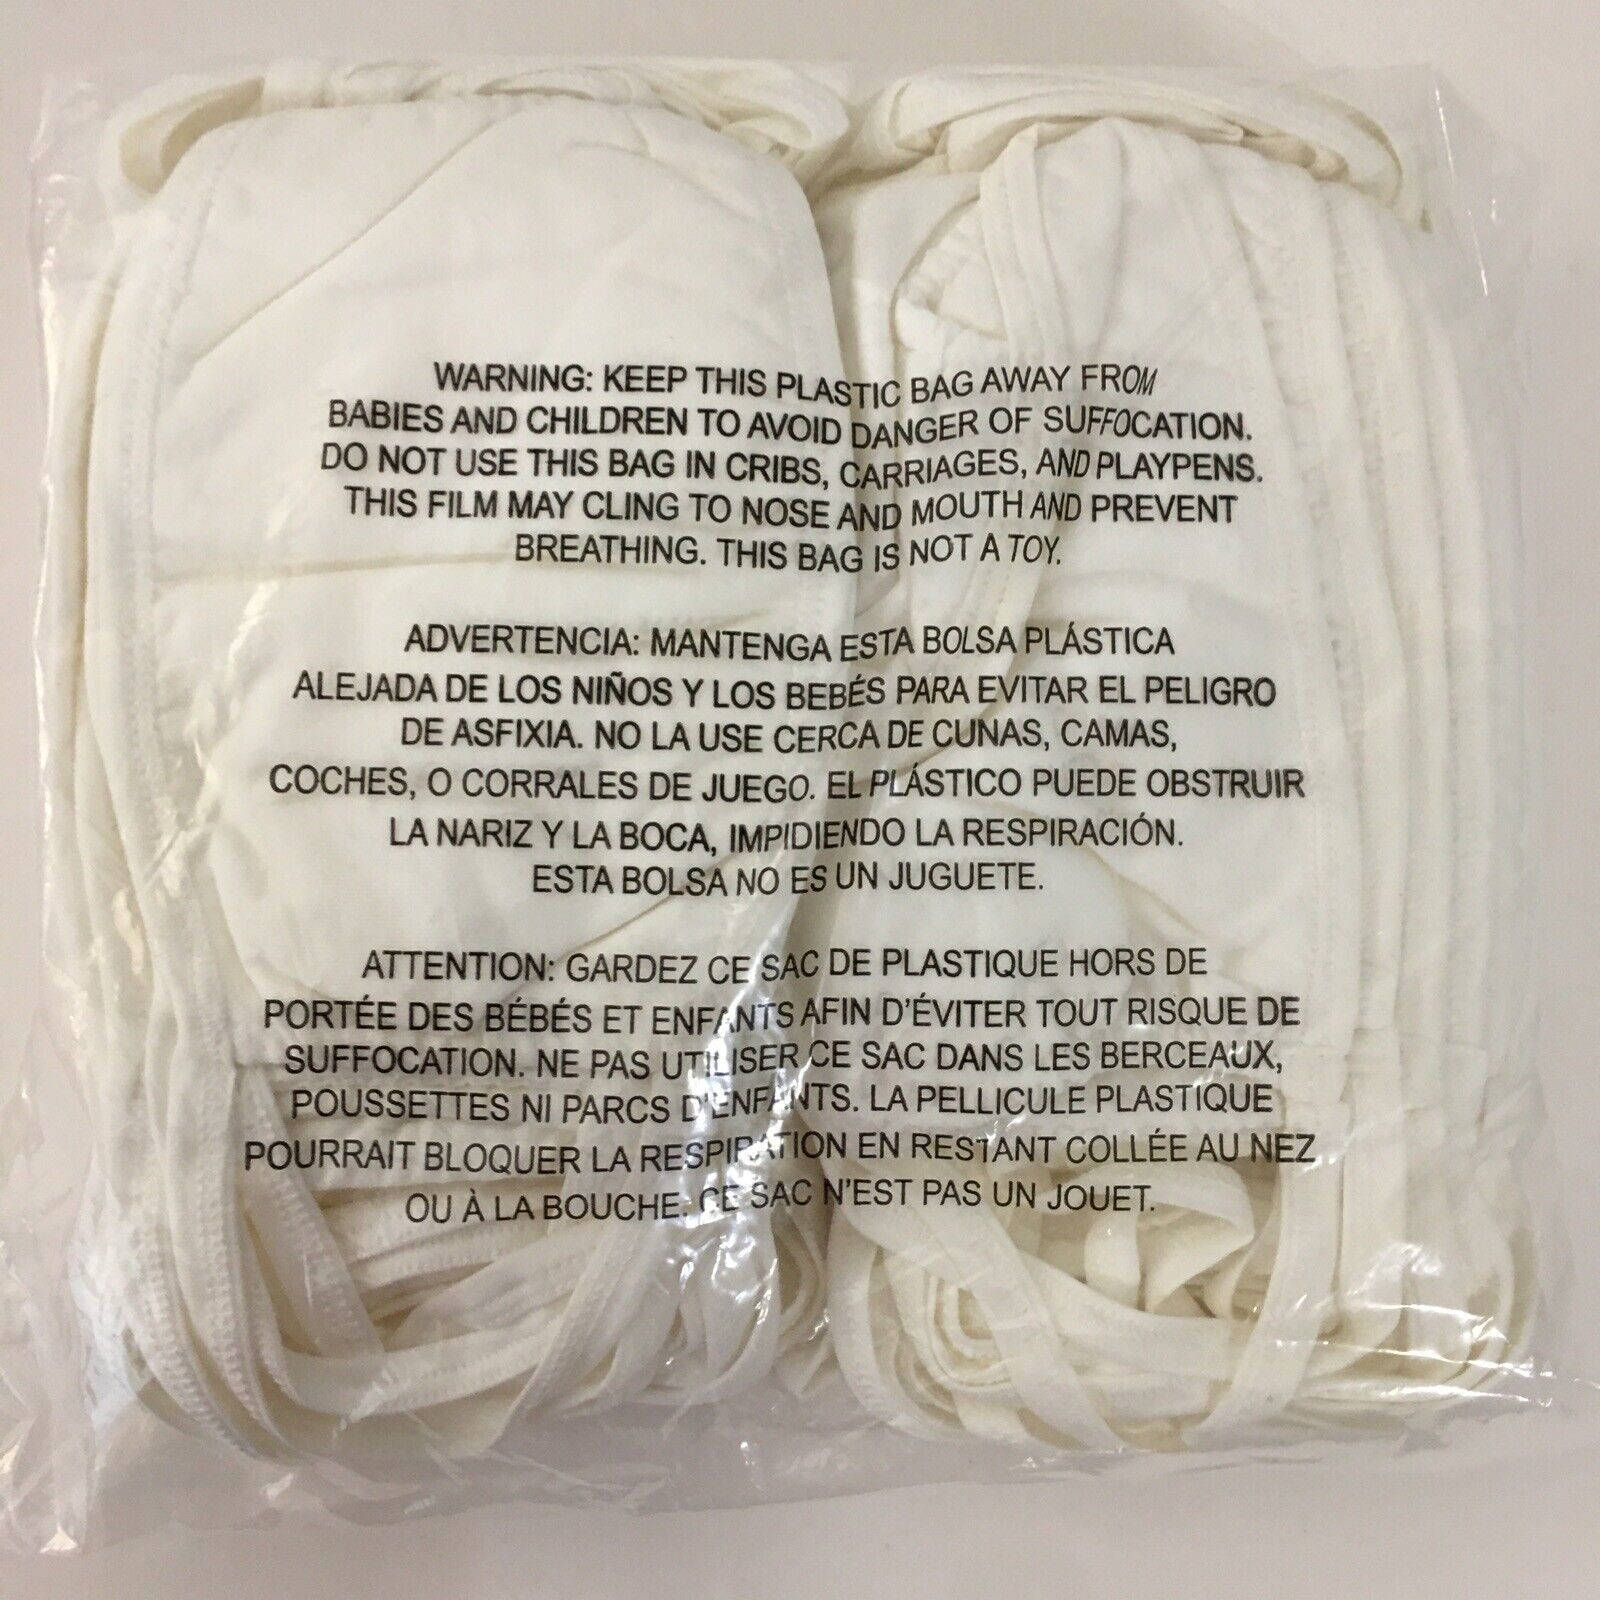 WARNING: KEEP THIS PLASTIC BAG AWAY FROM
BABIES AND CHILDREN TO AVOID DANGER OF SUFFOCATION.
DO NOT USE THIS BAG IN CRIBS, CARRIAGES, AND PLAYPENS.
THIS FILM MAY CLING TO NOSE AND MOUTH AND PREVENT
BREATHING. THIS BAG IS NOT A TOY.
ADVERTENCIA: MANTENGA ESTA BOLSA PLÁSTICA
ALEJADA DE LOS NIÑOS Y LOS BEBÉS PARA EVITAR EL PELIGRO
DE ASFIXIA. NO LA USE CERCA DE CUNAS, CAMAS,
COCHES, O CORRALES DE JUEGO. EL PLÁSTICO PUEDE OBSTRUIR
LA NARIZ Y LA BOCA, IMPIDIENDO LA RESPIRACIÓN.
ESTA BOLSA NO ES UN JUGUETE.
ATTENTION: GARDEZ CE SAC DE PLASTIQUE HORS DE
PORTÉE DES BÉBÉS ET ENFANTS AFIN D'ÉVITER TOUT RISQUE DE
SUFFOCATION. NE PAS UTILISER CE SAC DANS LES BERCEAUX,
POUSSETTES NI PARCS D'ENFANTS. LA PELLICULE PLASTIQUE
POURRAIT BLOQUER LA RESPIRATION EN RESTANT COLLÉE AU NEZ
OU À LA BOUCHE. CE SAC N'EST PAS UN JOUET.